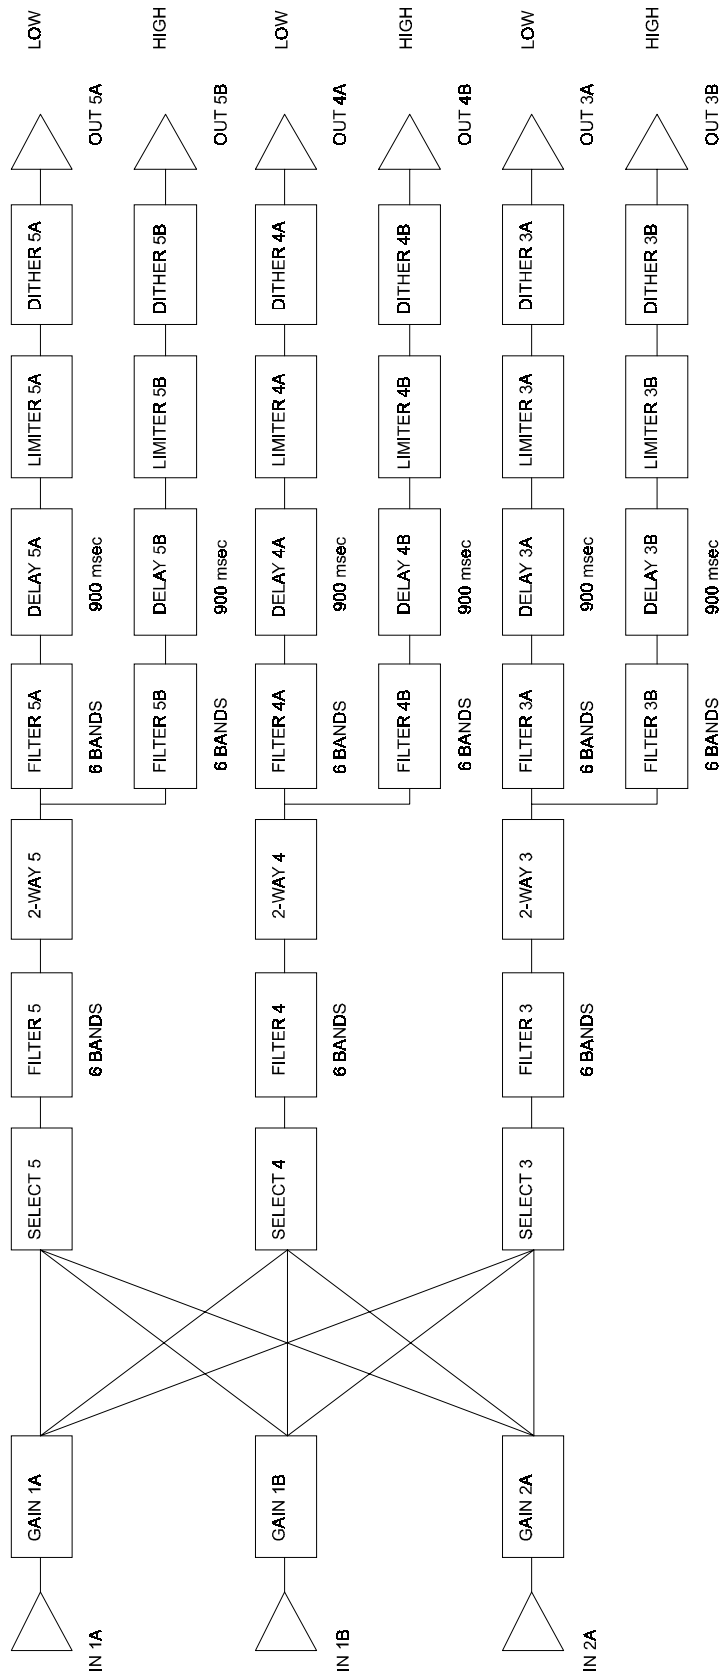 IN 1A
GAIN 1A
SELECT 5
FILTER 5
6 BANDS
2-WAY 5
FILTER 5A
6 BANDS
DELAY 5A
900 msec
LIMITER 5A
DITHER 5A
OUT 5A
LOW
FILTER 5B
6 BANDS
DELAY 5B
900 msec
LIMITER 5B
DITHER 5B
OUT 5B
HIGH
IN 1B
GAIN 1B
SELECT 4
FILTER 4
6 BANDS
2-WAY 4
FILTER 4A
6 BANDS
DELAY 4A
900 msec
LIMITER 4A
DITHER 4A
OUT 4A
LOW
FILTER 4B
6 BANDS
DELAY 4B
900 msec
LIMITER 4B
DITHER 4B
OUT 4B
HIGH
IN 2A
GAIN 2A
SELECT 3
FILTER 3
6 BANDS
2-WAY 3
FILTER 3A
6 BANDS
DELAY 3A
900 msec
LIMITER 3A
DITHER 3A
OUT 3A
LOW
FILTER 3B
6 BANDS
DELAY 3B
900 msec
LIMITER 3B
DITHER 3B
OUT 3B
HIGH